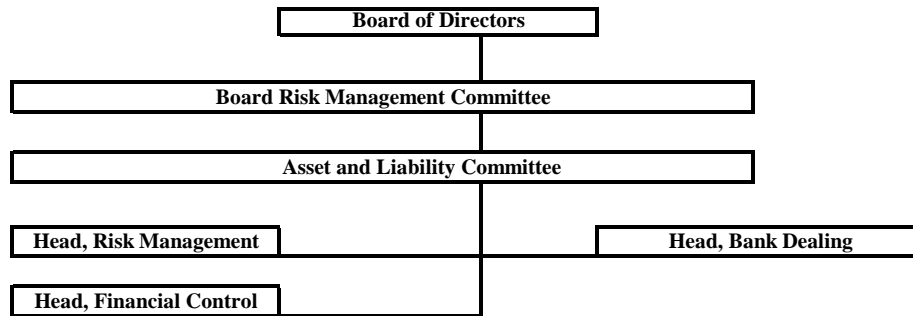 Board of Directors
Board Risk Management Committee
Asset and Liability Committee
Head, Risk Management
Head, Bank Dealing
Head, Financial Control